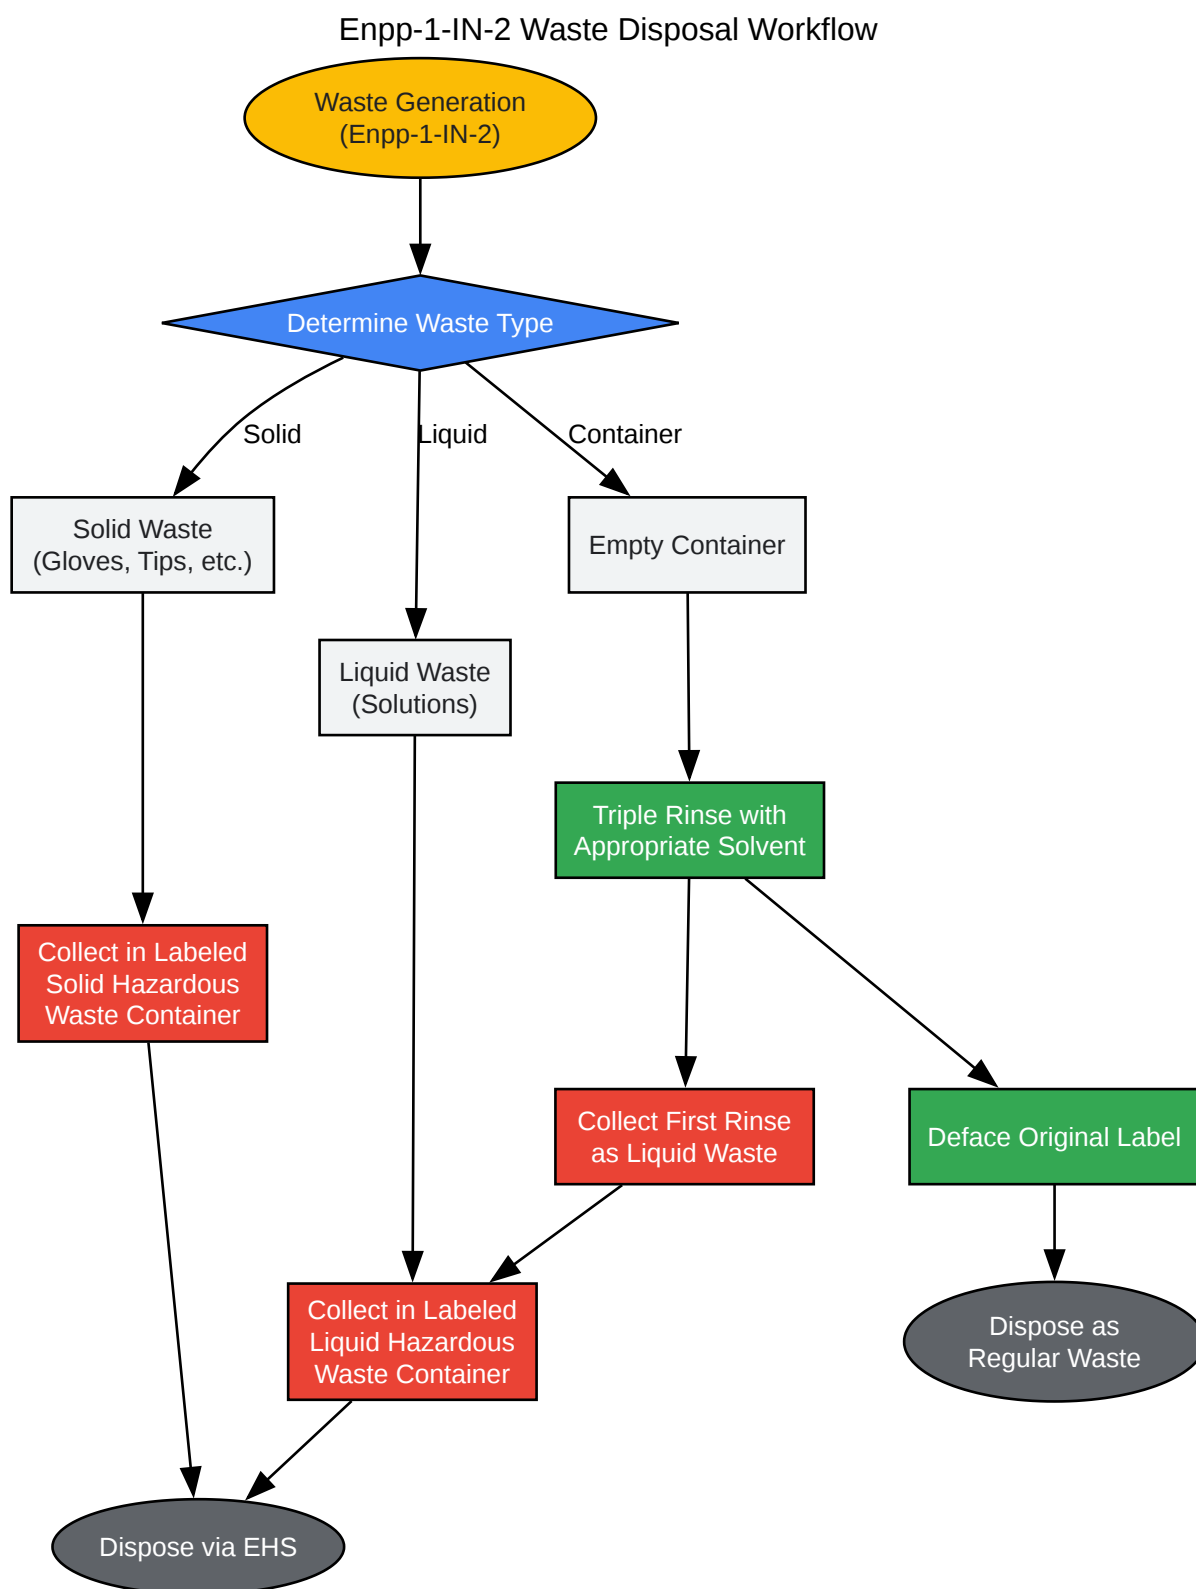 Enpp-1-IN-2 Waste Disposal Workflow
Waste Generation
(Enpp-1-IN-2)
Determine Waste Type
Solid
Liquid
Container
Solid Waste
(Gloves, Tips, etc.)
Empty Container
Liquid Waste
(Solutions)
Triple Rinse with
Appropriate Solvent
Collect in Labeled
Solid Hazardous
Waste Container
Collect First Rinse
as Liquid Waste
Deface Original Label
Collect in Labeled
Liquid Hazardous
Waste Container
Dispose as
Regular Waste
Dispose via EHS